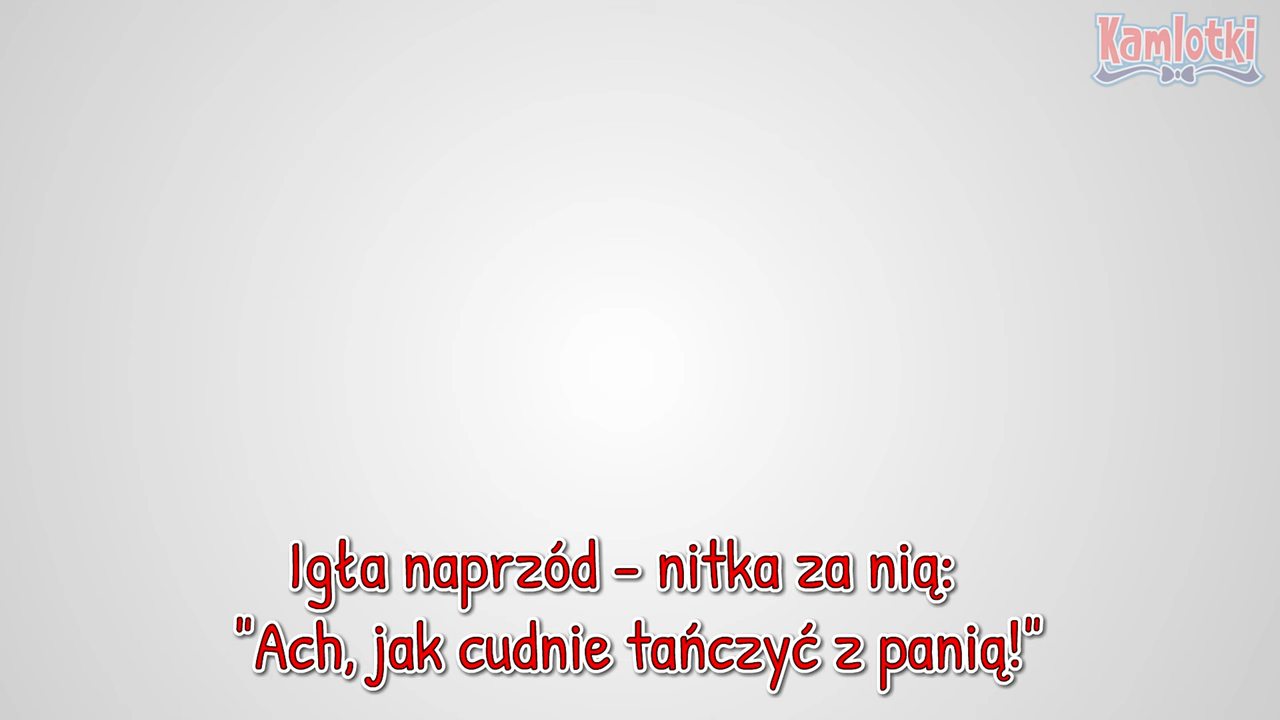 Kamlotki
Igła naprzód - nitka za nią:
"Ach, jak cudnie tańczyć z panią!"